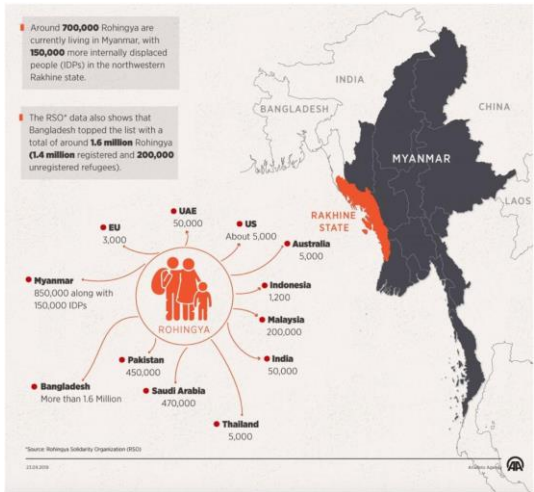 Around 700,000 Rohingya are
currently living in Myanmar, with
150,000 more internally displaced
people (IDPs) in the northwestern
Rakhine state.
The RSO* data also shows that
Bangladesh topped the list with a
total of around 1.6 million Rohingya
(1.4 million registered and 200,000
unregistered refugees).
INDIA
BANGLADESH
CHINA
MYANMAR
LAOS
RAKHINE
STATE
UAE
50,000
EU
3,000
US
About 5,000
Australia
5,000
Myanmar
850,000 along with
150,000 IDPs
Indonesia
1,200
ROHINGYA
Malaysia
200,000
India
50,000
Pakistan
450,000
Bangladesh
More than 1.6 Million
Saudi Arabia
470,000
Thailand
5,000
*Source: Rohingya Solidarity Organization (RSO)
Anadolu Agency
AA